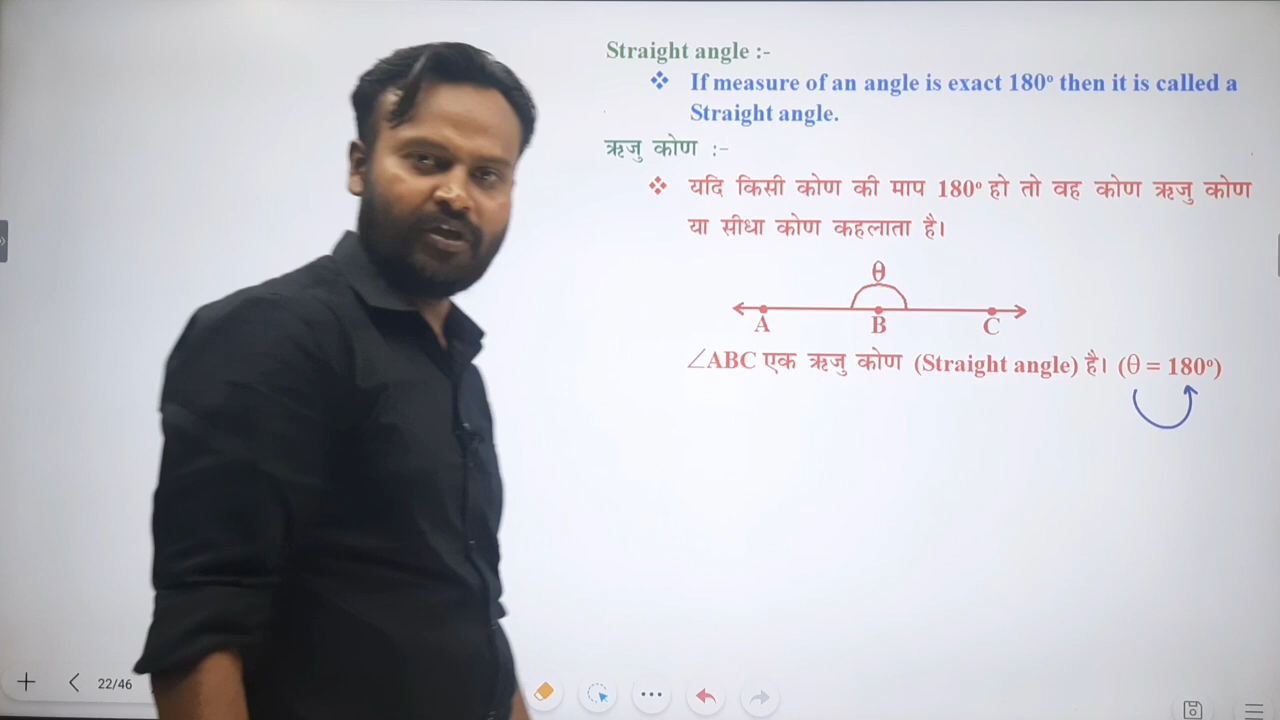 Straight angle :-
❖ If measure of an angle is exact 180° then it is called a
Straight angle.
ऋजु कोण :-
❖ यदि किसी कोण की माप 180° हो तो वह कोण ऋजु कोण
या सीधा कोण कहलाता है।
θ
A B C
∠ABC एक ऋजु कोण (Straight angle) है। (θ = 180°)
22/46